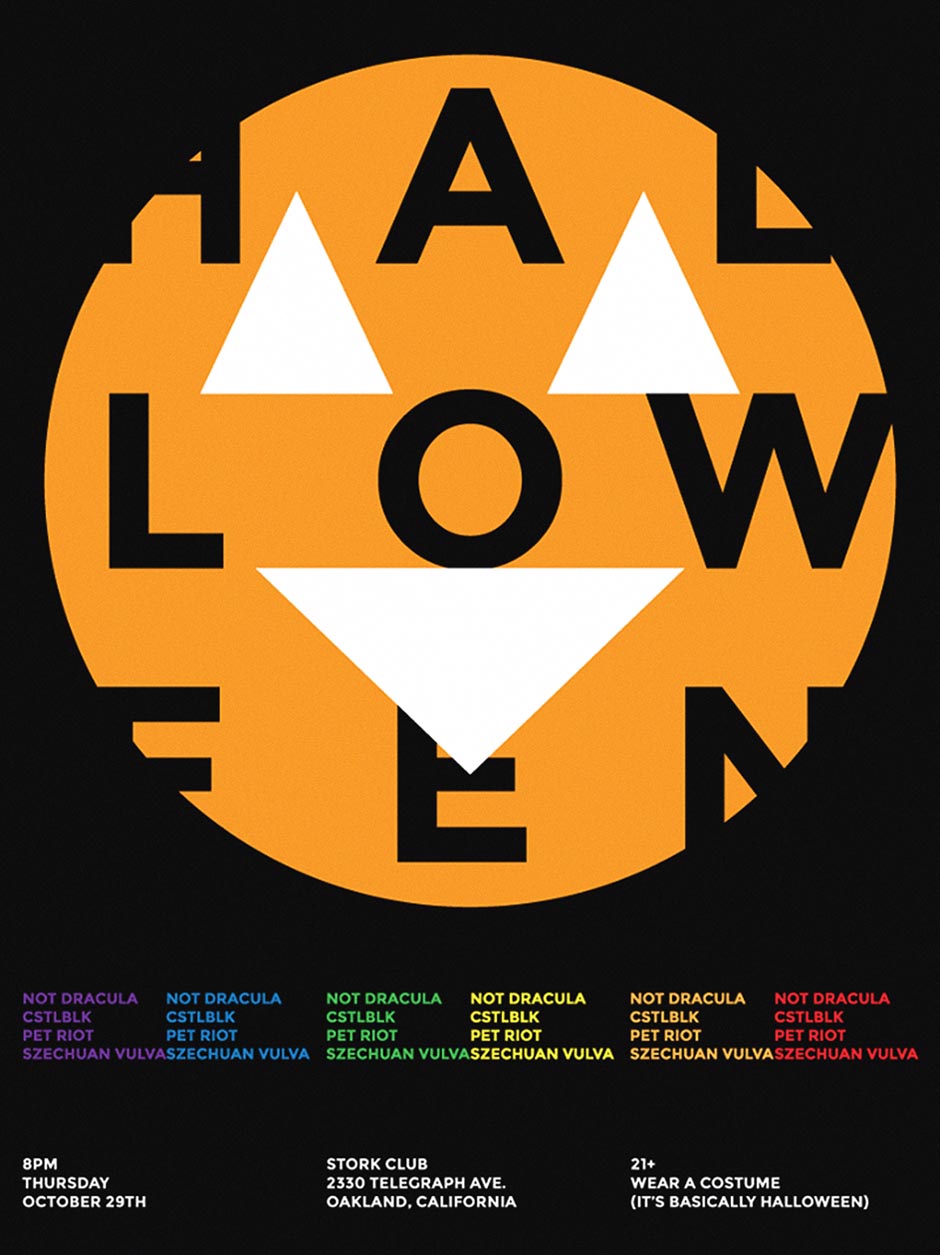 HAL
LOW
EEN
NOT DRACULA NOT DRACULA NOT DRACULA NOT DRACULA NOT DRACULA NOT DRACULA
CSTLBLK CSTLBLK CSTLBLK CSTLBLK CSTLBLK CSTLBLK
PET RIOT PET RIOT PET RIOT PET RIOT PET RIOT PET RIOT
SZECHUAN VULVA SZECHUAN VULVA SZECHUAN VULVA SZECHUAN VULVA SZECHUAN VULVA SZECHUAN VULVA
8PM
THURSDAY
OCTOBER 29TH
STORK CLUB
2330 TELEGRAPH AVE.
OAKLAND, CALIFORNIA
21+
WEAR A COSTUME
(IT'S BASICALLY HALLOWEEN)